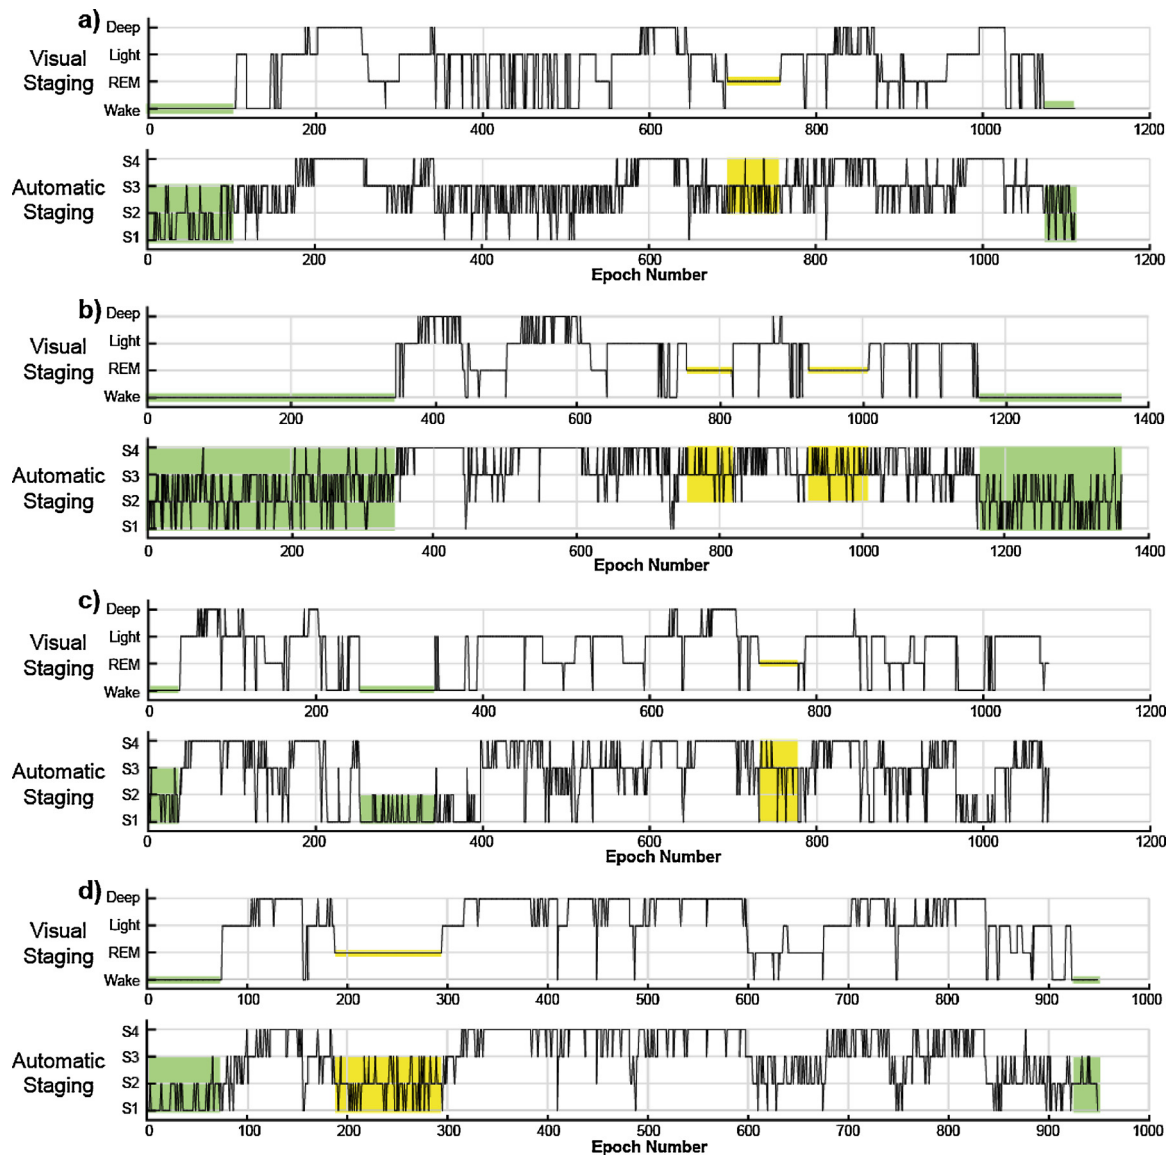 a)
Visual
Staging
Deep
Light
REM
Wake
0 200 400 600 800 1000 1200
Automatic
Staging
S4
S3
S2
S1
0 200 400 600 800 1000 1200
Epoch Number
b)
Visual
Staging
Deep
Light
REM
Wake
0 200 400 600 800 1000 1200 1400
Automatic
Staging
S4
S3
S2
S1
0 200 400 600 800 1000 1200 1400
Epoch Number
c)
Visual
Staging
Deep
Light
REM
Wake
0 200 400 600 800 1000 1200
Automatic
Staging
S4
S3
S2
S1
0 200 400 600 800 1000 1200
Epoch Number
d)
Visual
Staging
Deep
Light
REM
Wake
0 100 200 300 400 500 600 700 800 900 1000
Automatic
Staging
S4
S3
S2
S1
0 100 200 300 400 500 600 700 800 900 1000
Epoch Number